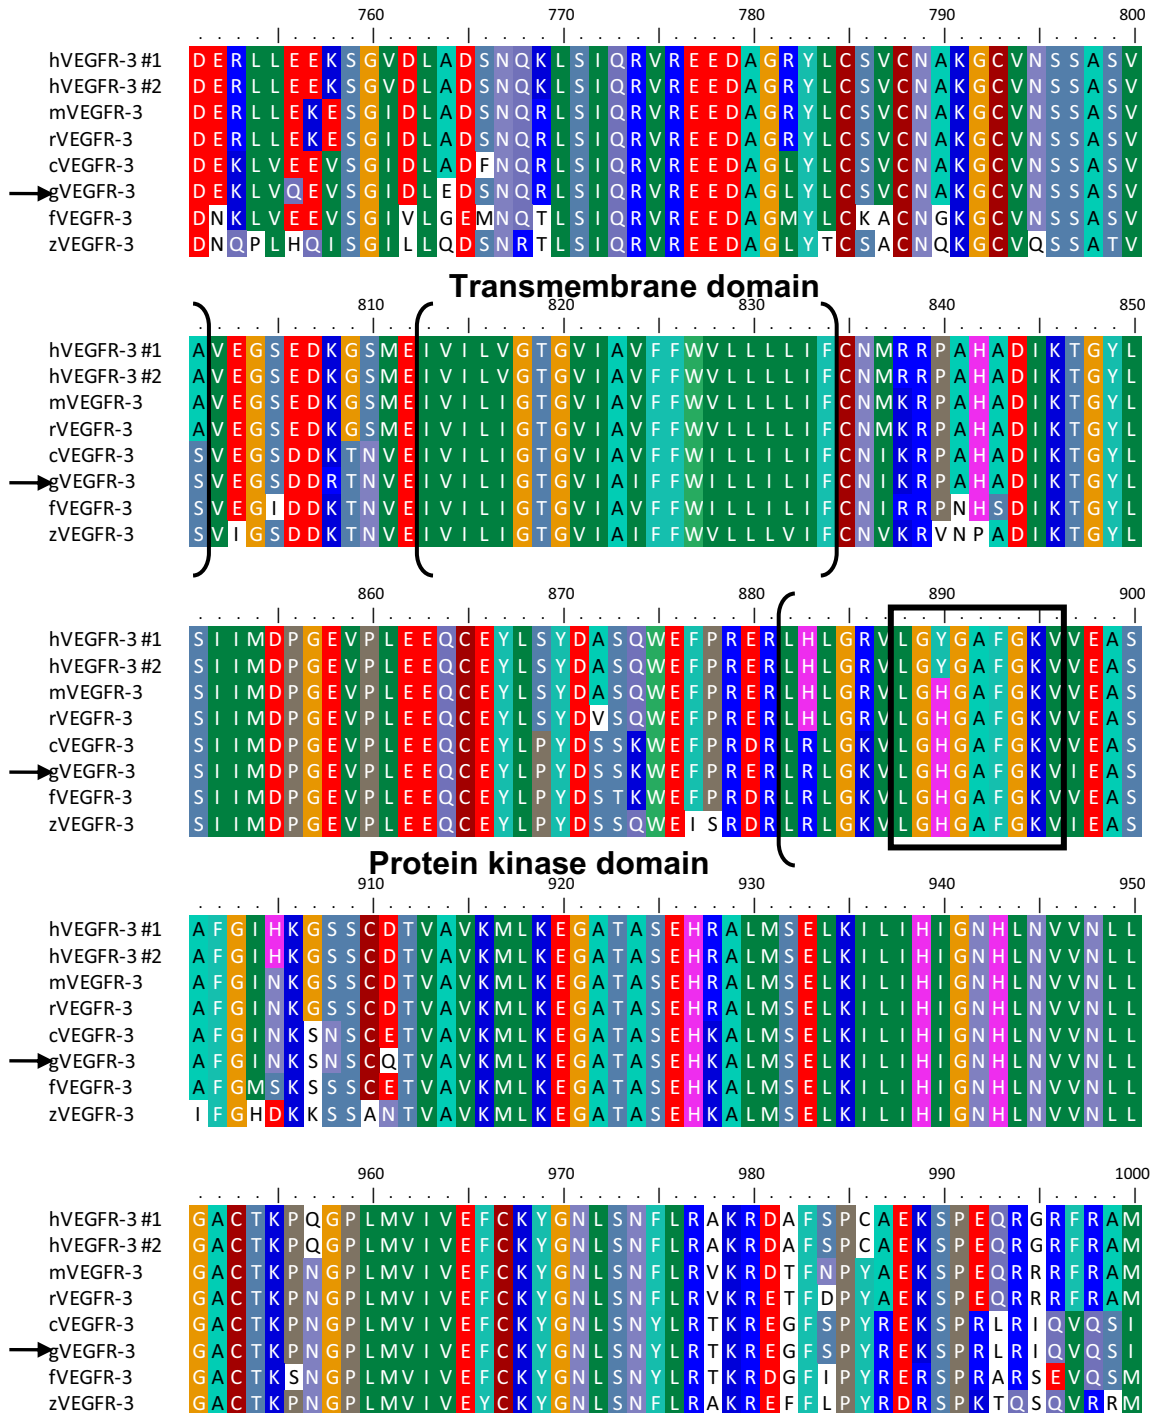 760 770 780 790 800
hVEGFR-3 #1 DERLLEEKSGVDLADSNQKLSIQRVREEDAGRYLCSVCNAKGCVNSSASV
hVEGFR-3 #2 DERLLEEKSGVDLADSNQKLSIQRVREEDAGRYLCSVCNAKGCVNSSASV
mVEGFR-3 DERLLEKESGIDLADSNQRLSIQRVREEDAGRYLCSVCNAKGCVNSSASV
rVEGFR-3 DERLLEKESGIDLADSNQRLSIQRVREEDAGRYLCSVCNAKGCVNSSASV
cVEGFR-3 DEKLVEEVSGIDLADFNQRLSIQRVREEDAGLYLCSVCNAKGCVNSSASV
gVEGFR-3 DEKLVQEVSGIDLEDSNQRLSIQRVREEDAGLYLCSVCNAKGCVNSSASV
fVEGFR-3 DNKLVEEVSGIVLGEMNQTLSIQRVREEDAGMYLCKACNGKGCVNSSASV
zVEGFR-3 DNQPLHQISGILLQDSNRTLSIQRVREEDAGLYTCSACNQKGCVQSSATV
Transmembrane domain
810 820 830 840 850
hVEGFR-3 #1 AVEGSEDKGSMEIVILVGTGVIAVFFWVLLLLIFCNMRRPAHADIKTGYL
hVEGFR-3 #2 AVEGSEDKGSMEIVILVGTGVIAVFFWVLLLLIFCNMRRPAHADIKTGYL
mVEGFR-3 AVEGSEDKGSMEIVILIGTGVIAVFFWVLLLLIFCNMKRPAHADIKTGYL
rVEGFR-3 AVEGSEDKGSMEIVILIGTGVIAVFFWVLLLLIFCNMKRPAHADIKTGYL
cVEGFR-3 SVEGSDDKTNVEIVILIGTGVIAVFFWILLILIFCNIKRPAHADIKTGYL
gVEGFR-3 SVEGSDDRTNVEIVILIGTGVIAVFFWILLILIFCNIKRPAHADIKTGYL
fVEGFR-3 SVEGIDDKTNVEIVILIGTGVIAIFFWILLILIFCNIRRPNHSDIKTGYL
zVEGFR-3 SVIGSDDKTNVEIVILIGTGVIAIFFWVLLLVIFCNVKRVNPADIKTGYL
860 870 880 890 900
hVEGFR-3 #1 SIIMDPGEVPLEEQCEYLSYDASQWEFPRERLHLGRVLGYGAFGKVVEAS
hVEGFR-3 #2 SIIMDPGEVPLEEQCEYLSYDASQWEFPRERLHLGRVLGYGAFGKVVEAS
mVEGFR-3 SIIMDPGEVPLEEQCEYLSYDASQWEFPRERLHLGRVLGHGAFGKVVEAS
rVEGFR-3 SIIMDPGEVPLEEQCEYLSYDVSQWEFPRERLHLGRVLGHGAFGKVVEAS
cVEGFR-3 SIIMDPGEVPLEEQCEYLPYDSSKWEFPRDRLRLGKVLGHGAFGKVVEAS
gVEGFR-3 SIIMDPGEVPLEEQCEYLPYDSSKWEFPRERLRLGKVLGHGAFGKVIEAS
fVEGFR-3 SIIMDPGEVPLEEQCEYLPYDSTKWEFPRDRLRLGKVLGHGAFGKVVEAS
zVEGFR-3 SIIMDPGEVPLEEQCEYLPYDSSQWEISRDRLRLGKVLGHGAFGKVIEAS
Protein kinase domain
910 920 930 940 950
hVEGFR-3 #1 AFGIHKGSSCDTVAVKMLKEGATASEHRALMSELKILIHIGNHLNVVNLL
hVEGFR-3 #2 AFGIHKGSSCDTVAVKMLKEGATASEHRALMSELKILIHIGNHLNVVNLL
mVEGFR-3 AFGINKGSSCDTVAVKMLKEGATASEHRALMSELKILIHIGNHLNVVNLL
rVEGFR-3 AFGINKGSSCDTVAVKMLKEGATASEHRALMSELKILIHIGNHLNVVNLL
cVEGFR-3 AFGINKSNSCETVAVKMLKEGATASEHKALMSELKILIHIGNHLNVVNLL
gVEGFR-3 AFGINKSNSCQTVAVKMLKEGATASEHKALMSELKILIHIGNHLNVVNLL
fVEGFR-3 AFGMSKSSSCETVAVKMLKEGATASEHKALMSELKILIHIGNHLNVVNLL
zVEGFR-3 IFGHDKKSSANTVAVKMLKEGATASEHKALMSELKILIHIGNHLNVVNLL
960 970 980 990 1000
hVEGFR-3 #1 GACTKPQGPLMVIVEFCKYGNLSNFLRAKRDAFSPCAEKSPEQRGRFRAM
hVEGFR-3 #2 GACTKPQGPLMVIVEFCKYGNLSNFLRAKRDAFSPCAEKSPEQRGRFRAM
mVEGFR-3 GACTKPNGPLMVIVEFCKYGNLSNFLRVKRDTFNPYAEKSPEQRRRFRAM
rVEGFR-3 GACTKPNGPLMVIVEFCKYGNLSNFLRVKRETFDPYAEKSPEQRRRFRAM
cVEGFR-3 GACTKPNGPLMVIVEFCKYGNLSNYLRTKREGFSPYREKSPRLRIQVQSI
gVEGFR-3 GACTKPNGPLMVIVEFCKYGNLSNYLRTKREGFSPYREKSPRLRIQVQSI
fVEGFR-3 GACTKSNGPLMVIVEFCKYGNLSNYLRTKRDGFIPYRERSPRARSEVQSM
zVEGFR-3 GACTKPNGPLMVIVEYCKYGNLSNFLRAKREFFLPYRDRSPKTQSQVRRM